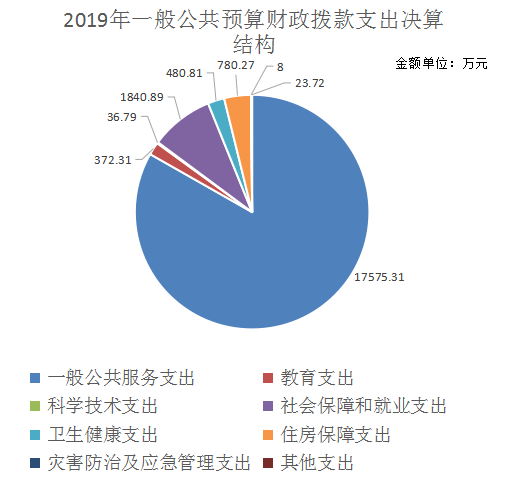 2019年一般公共预算财政拨款支出决算
结构
金额单位：万元
8
780.27
480.81
23.72
1840.89
36.79
372.31
17575.31
一般公共服务支出
教育支出
科学技术支出
社会保障和就业支出
卫生健康支出
住房保障支出
灾害防治及应急管理支出
其他支出